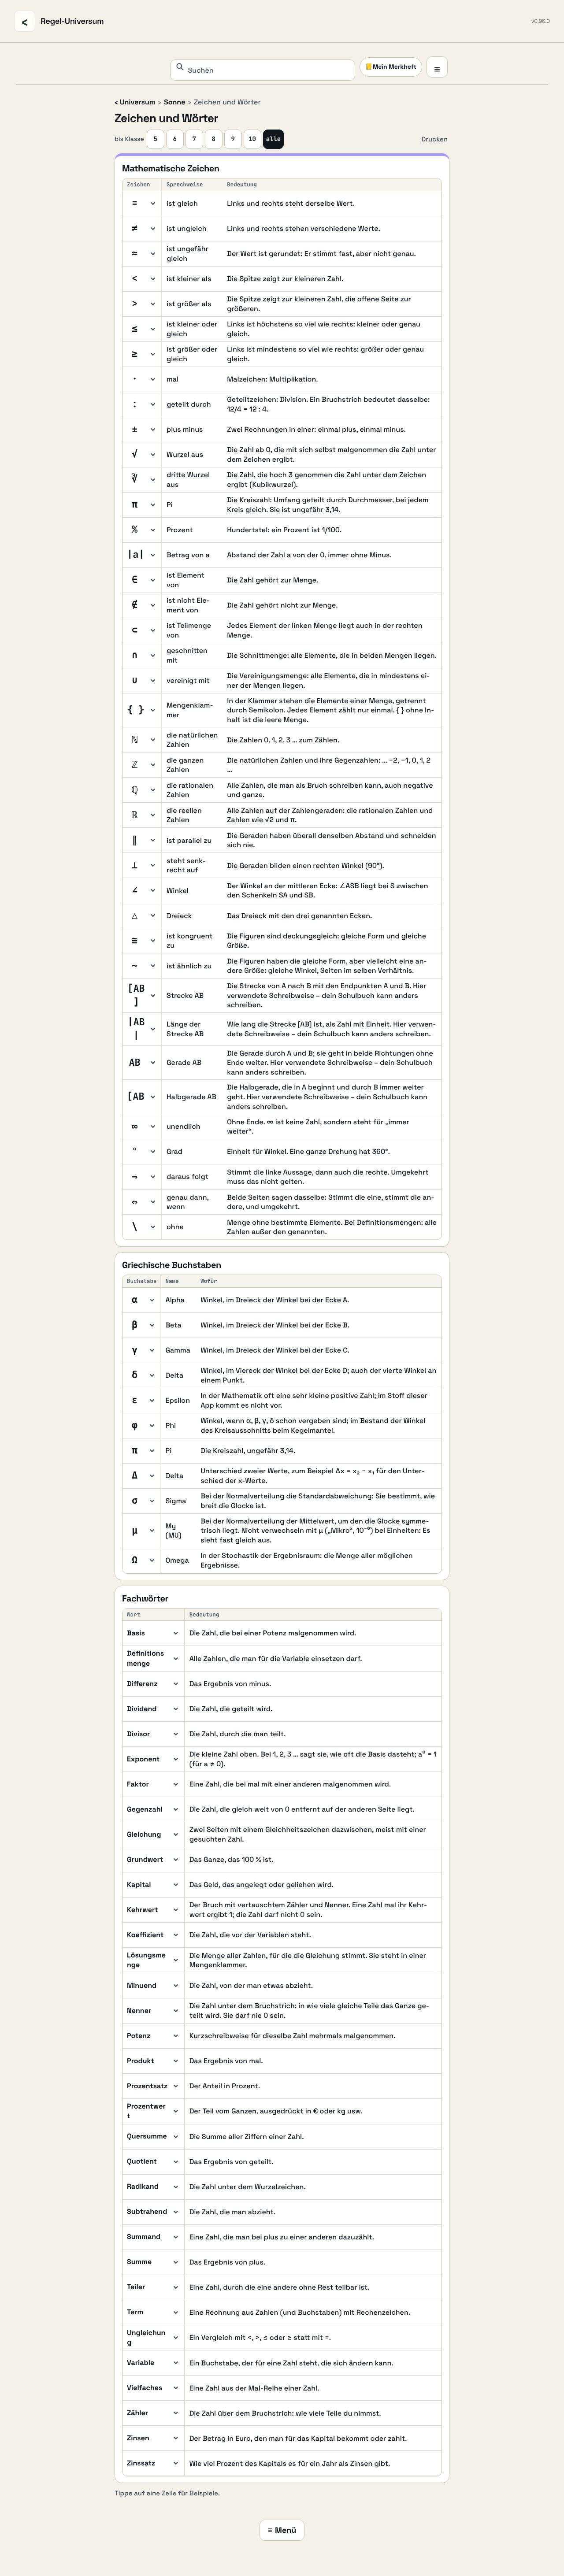 < Regel-Universum
v0.96.0
Suchen
Mein Merkheft
≡
< Universum > Sonne > Zeichen und Wörter
Zeichen und Wörter
bis Klasse 5 6 7 8 9 10 alle
Drucken
Mathematische Zeichen
Zeichen Sprechweise Bedeutung
= ist gleich Links und rechts steht derselbe Wert.
≠ ist ungleich Links und rechts stehen verschiedene Werte.
≈ ist ungefähr
gleich
Der Wert ist gerundet: Er stimmt fast, aber nicht genau.
< ist kleiner als Die Spitze zeigt zur kleineren Zahl.
> ist größer als Die Spitze zeigt zur kleineren Zahl, die offene Seite zur
größeren.
≤ ist kleiner oder
gleich
Links ist höchstens so viel wie rechts: kleiner oder genau
gleich.
≥ ist größer oder
gleich
Links ist mindestens so viel wie rechts: größer oder genau
gleich.
· mal Malzeichen: Multiplikation.
: geteilt durch Geteiltzeichen: Division. Ein Bruchstrich bedeutet dasselbe:
12/4 = 12 : 4.
± plus minus Zwei Rechnungen in einer: einmal plus, einmal minus.
√ Wurzel aus Die Zahl ab 0, die mit sich selbst malgenommen die Zahl unter
dem Zeichen ergibt.
∛ dritte Wurzel
aus
Die Zahl, die hoch 3 genommen die Zahl unter dem Zeichen
ergibt (Kubikwurzel).
π Pi Die Kreiszahl: Umfang geteilt durch Durchmesser, bei jedem
Kreis gleich. Sie ist ungefähr 3,14.
% Prozent Hundertstel: ein Prozent ist 1/100.
|a| Betrag von a Abstand der Zahl a von der 0, immer ohne Minus.
∈ ist Element
von
Die Zahl gehört zur Menge.
∉ ist nicht Ele-
ment von
Die Zahl gehört nicht zur Menge.
⊂ ist Teilmenge
von
Jedes Element der linken Menge liegt auch in der rechten
Menge.
∩ geschnitten
mit
Die Schnittmenge: alle Elemente, die in beiden Mengen liegen.
∪ vereinigt mit Die Vereinigungsmenge: alle Elemente, die in mindestens ei-
ner der Mengen liegen.
{ } Mengenklam-
mer
In der Klammer stehen die Elemente einer Menge, getrennt
durch Semikolon. Jedes Element zählt nur einmal. { } ohne In-
halt ist die leere Menge.
ℕ die natürlichen
Zahlen
Die Zahlen 0, 1, 2, 3 … zum Zählen.
ℤ die ganzen
Zahlen
Die natürlichen Zahlen und ihre Gegenzahlen: … −2, −1, 0, 1, 2
…
ℚ die rationalen
Zahlen
Alle Zahlen, die man als Bruch schreiben kann, auch negative
und ganze.
ℝ die reellen
Zahlen
Alle Zahlen auf der Zahlengeraden: die rationalen Zahlen und
Zahlen wie √2 und π.
∥ ist parallel zu Die Geraden haben überall denselben Abstand und schneiden
sich nie.
⊥ steht senk-
recht auf
Die Geraden bilden einen rechten Winkel (90°).
∠ Winkel Der Winkel an der mittleren Ecke: ∠ASB liegt bei S zwischen
den Schenkeln SA und SB.
△ Dreieck Das Dreieck mit den drei genannten Ecken.
≅ ist kongruent
zu
Die Figuren sind deckungsgleich: gleiche Form und gleiche
Größe.
~ ist ähnlich zu Die Figuren haben die gleiche Form, aber vielleicht eine an-
dere Größe: gleiche Winkel, Seiten im selben Verhältnis.
[AB
]
Strecke AB Die Strecke von A nach B mit den Endpunkten A und B. Hier
verwendete Schreibweise – dein Schulbuch kann anders
schreiben.
|AB
|
Länge der
Strecke AB
Wie lang die Strecke [AB] ist, als Zahl mit Einheit. Hier verwen-
dete Schreibweise – dein Schulbuch kann anders schreiben.
AB Gerade AB Die Gerade durch A und B; sie geht in beide Richtungen ohne
Ende weiter. Hier verwendete Schreibweise – dein Schulbuch
kann anders schreiben.
[AB Halbgerade AB Die Halbgerade, die in A beginnt und durch B immer weiter
geht. Hier verwendete Schreibweise – dein Schulbuch kann
anders schreiben.
∞ unendlich Ohne Ende. ∞ ist keine Zahl, sondern steht für „immer
weiter“.
° Grad Einheit für Winkel. Eine ganze Drehung hat 360°.
⇒ daraus folgt Stimmt die linke Aussage, dann auch die rechte. Umgekehrt
muss das nicht gelten.
⇔ genau dann,
wenn
Beide Seiten sagen dasselbe: Stimmt die eine, stimmt die an-
dere, und umgekehrt.
\ ohne Menge ohne bestimmte Elemente. Bei Definitionsmengen: alle
Zahlen außer den genannten.
Griechische Buchstaben
Buchstabe Name Wofür
α Alpha Winkel, im Dreieck der Winkel bei der Ecke A.
β Beta Winkel, im Dreieck der Winkel bei der Ecke B.
γ Gamma Winkel, im Dreieck der Winkel bei der Ecke C.
δ Delta Winkel, im Viereck der Winkel bei der Ecke D; auch der vierte Winkel an
einem Punkt.
ε Epsilon In der Mathematik oft eine sehr kleine positive Zahl; im Stoff dieser
App kommt es nicht vor.
φ Phi Winkel, wenn α, β, γ, δ schon vergeben sind; im Bestand der Winkel
des Kreisausschnitts beim Kegelmantel.
π Pi Die Kreiszahl, ungefähr 3,14.
Δ Delta Unterschied zweier Werte, zum Beispiel Δx = x₂ − x₁ für den Unter-
schied der x-Werte.
σ Sigma Bei der Normalverteilung die Standardabweichung: Sie bestimmt, wie
breit die Glocke ist.
μ My
(Mü)
Bei der Normalverteilung der Mittelwert, um den die Glocke symme-
trisch liegt. Nicht verwechseln mit µ („Mikro“, 10⁻⁶) bei Einheiten: Es
sieht fast gleich aus.
Ω Omega In der Stochastik der Ergebnisraum: die Menge aller möglichen
Ergebnisse.
Fachwörter
Wort Bedeutung
Basis Die Zahl, die bei einer Potenz malgenommen wird.
Definitions
menge
Alle Zahlen, die man für die Variable einsetzen darf.
Differenz Das Ergebnis von minus.
Dividend Die Zahl, die geteilt wird.
Divisor Die Zahl, durch die man teilt.
Exponent Die kleine Zahl oben. Bei 1, 2, 3 … sagt sie, wie oft die Basis dasteht; a⁰ = 1
(für a ≠ 0).
Faktor Eine Zahl, die bei mal mit einer anderen malgenommen wird.
Gegenzahl Die Zahl, die gleich weit von 0 entfernt auf der anderen Seite liegt.
Gleichung Zwei Seiten mit einem Gleichheitszeichen dazwischen, meist mit einer
gesuchten Zahl.
Grundwert Das Ganze, das 100 % ist.
Kapital Das Geld, das angelegt oder geliehen wird.
Kehrwert Der Bruch mit vertauschtem Zähler und Nenner. Eine Zahl mal ihr Kehr-
wert ergibt 1; die Zahl darf nicht 0 sein.
Koeffizient Die Zahl, die vor der Variablen steht.
Lösungsme
nge
Die Menge aller Zahlen, für die die Gleichung stimmt. Sie steht in einer
Mengenklammer.
Minuend Die Zahl, von der man etwas abzieht.
Nenner Die Zahl unter dem Bruchstrich: in wie viele gleiche Teile das Ganze ge-
teilt wird. Sie darf nie 0 sein.
Potenz Kurzschreibweise für dieselbe Zahl mehrmals malgenommen.
Produkt Das Ergebnis von mal.
Prozentsatz Der Anteil in Prozent.
Prozentwer
t
Der Teil vom Ganzen, ausgedrückt in € oder kg usw.
Quersumme Die Summe aller Ziffern einer Zahl.
Quotient Das Ergebnis von geteilt.
Radikand Die Zahl unter dem Wurzelzeichen.
Subtrahend Die Zahl, die man abzieht.
Summand Eine Zahl, die man bei plus zu einer anderen dazuzählt.
Summe Das Ergebnis von plus.
Teiler Eine Zahl, durch die eine andere ohne Rest teilbar ist.
Term Eine Rechnung aus Zahlen (und Buchstaben) mit Rechenzeichen.
Ungleichun
g
Ein Vergleich mit <, >, ≤ oder ≥ statt mit =.
Variable Ein Buchstabe, der für eine Zahl steht, die sich ändern kann.
Vielfaches Eine Zahl aus der Mal-Reihe einer Zahl.
Zähler Die Zahl über dem Bruchstrich: wie viele Teile du nimmst.
Zinsen Der Betrag in Euro, den man für das Kapital bekommt oder zahlt.
Zinssatz Wie viel Prozent des Kapitals es für ein Jahr als Zinsen gibt.
Tippe auf eine Zeile für Beispiele.
≡ Menü